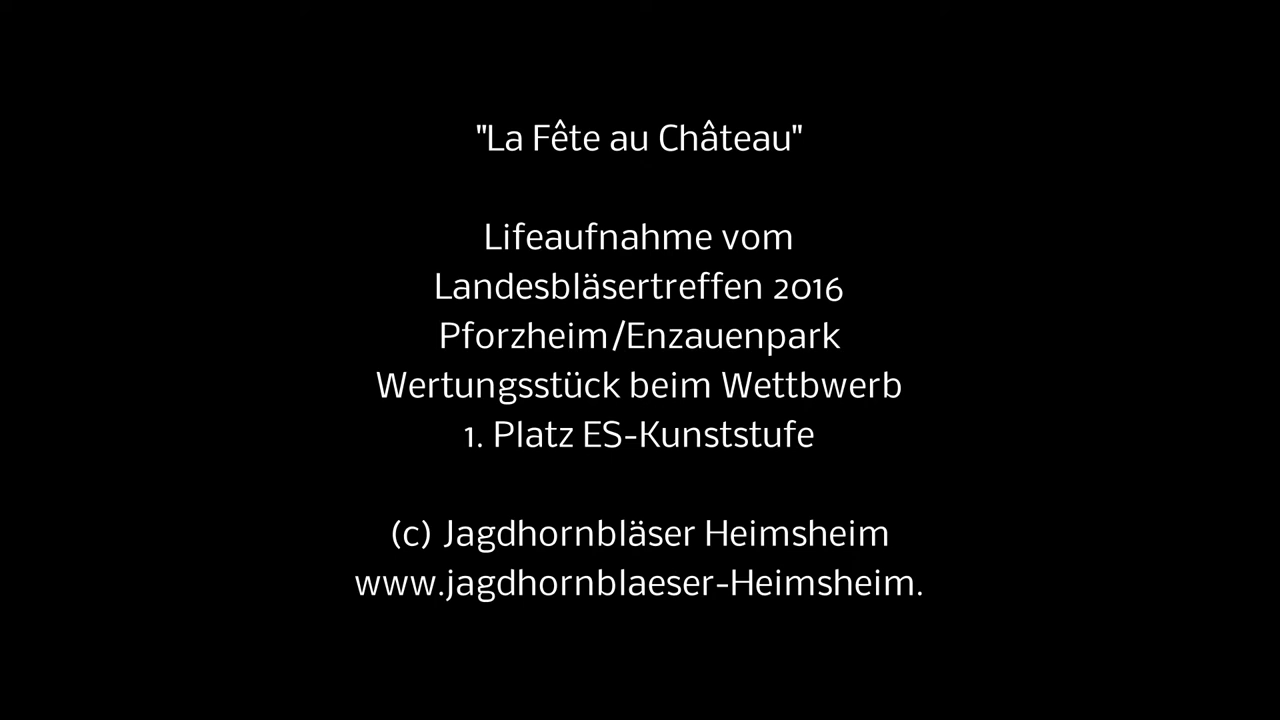 "La Fête au Château"
Lifeaufnahme vom
Landesbläsertreffen 2016
Pforzheim/Enzauenpark
Wertungsstück beim Wettbwerb
1. Platz ES-Kunststufe
(c) Jagdhornbläser Heimsheim
www.jagdhornblaeser-Heimsheim.